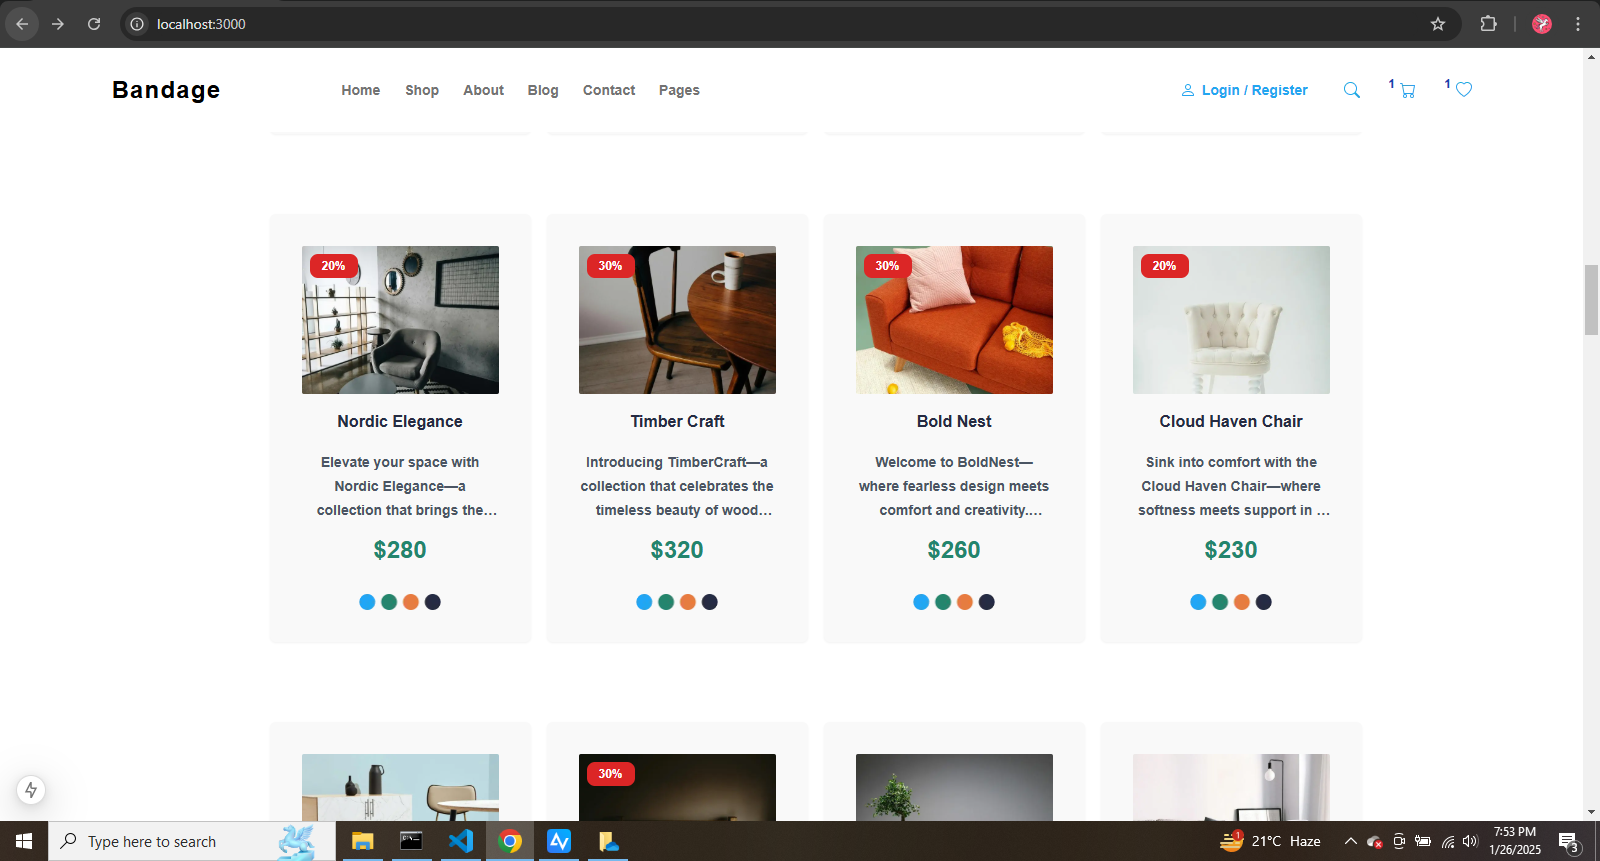 localhost:3000
Bandage
Home Shop About Blog Contact Pages
Login / Register
1
1
20%
30%
30%
20%
Nordic Elegance
Timber Craft
Bold Nest
Cloud Haven Chair
Elevate your space with
Nordic Elegance—a
collection that brings the...
Introducing TimberCraft—a
collection that celebrates the
timeless beauty of wood...
Welcome to BoldNest—
where fearless design meets
comfort and creativity....
Sink into comfort with the
Cloud Haven Chair—where
softness meets support in ...
$280
$320
$260
$230
30%
Type here to search
1
21°C Haze
7:53 PM
1/26/2025
3